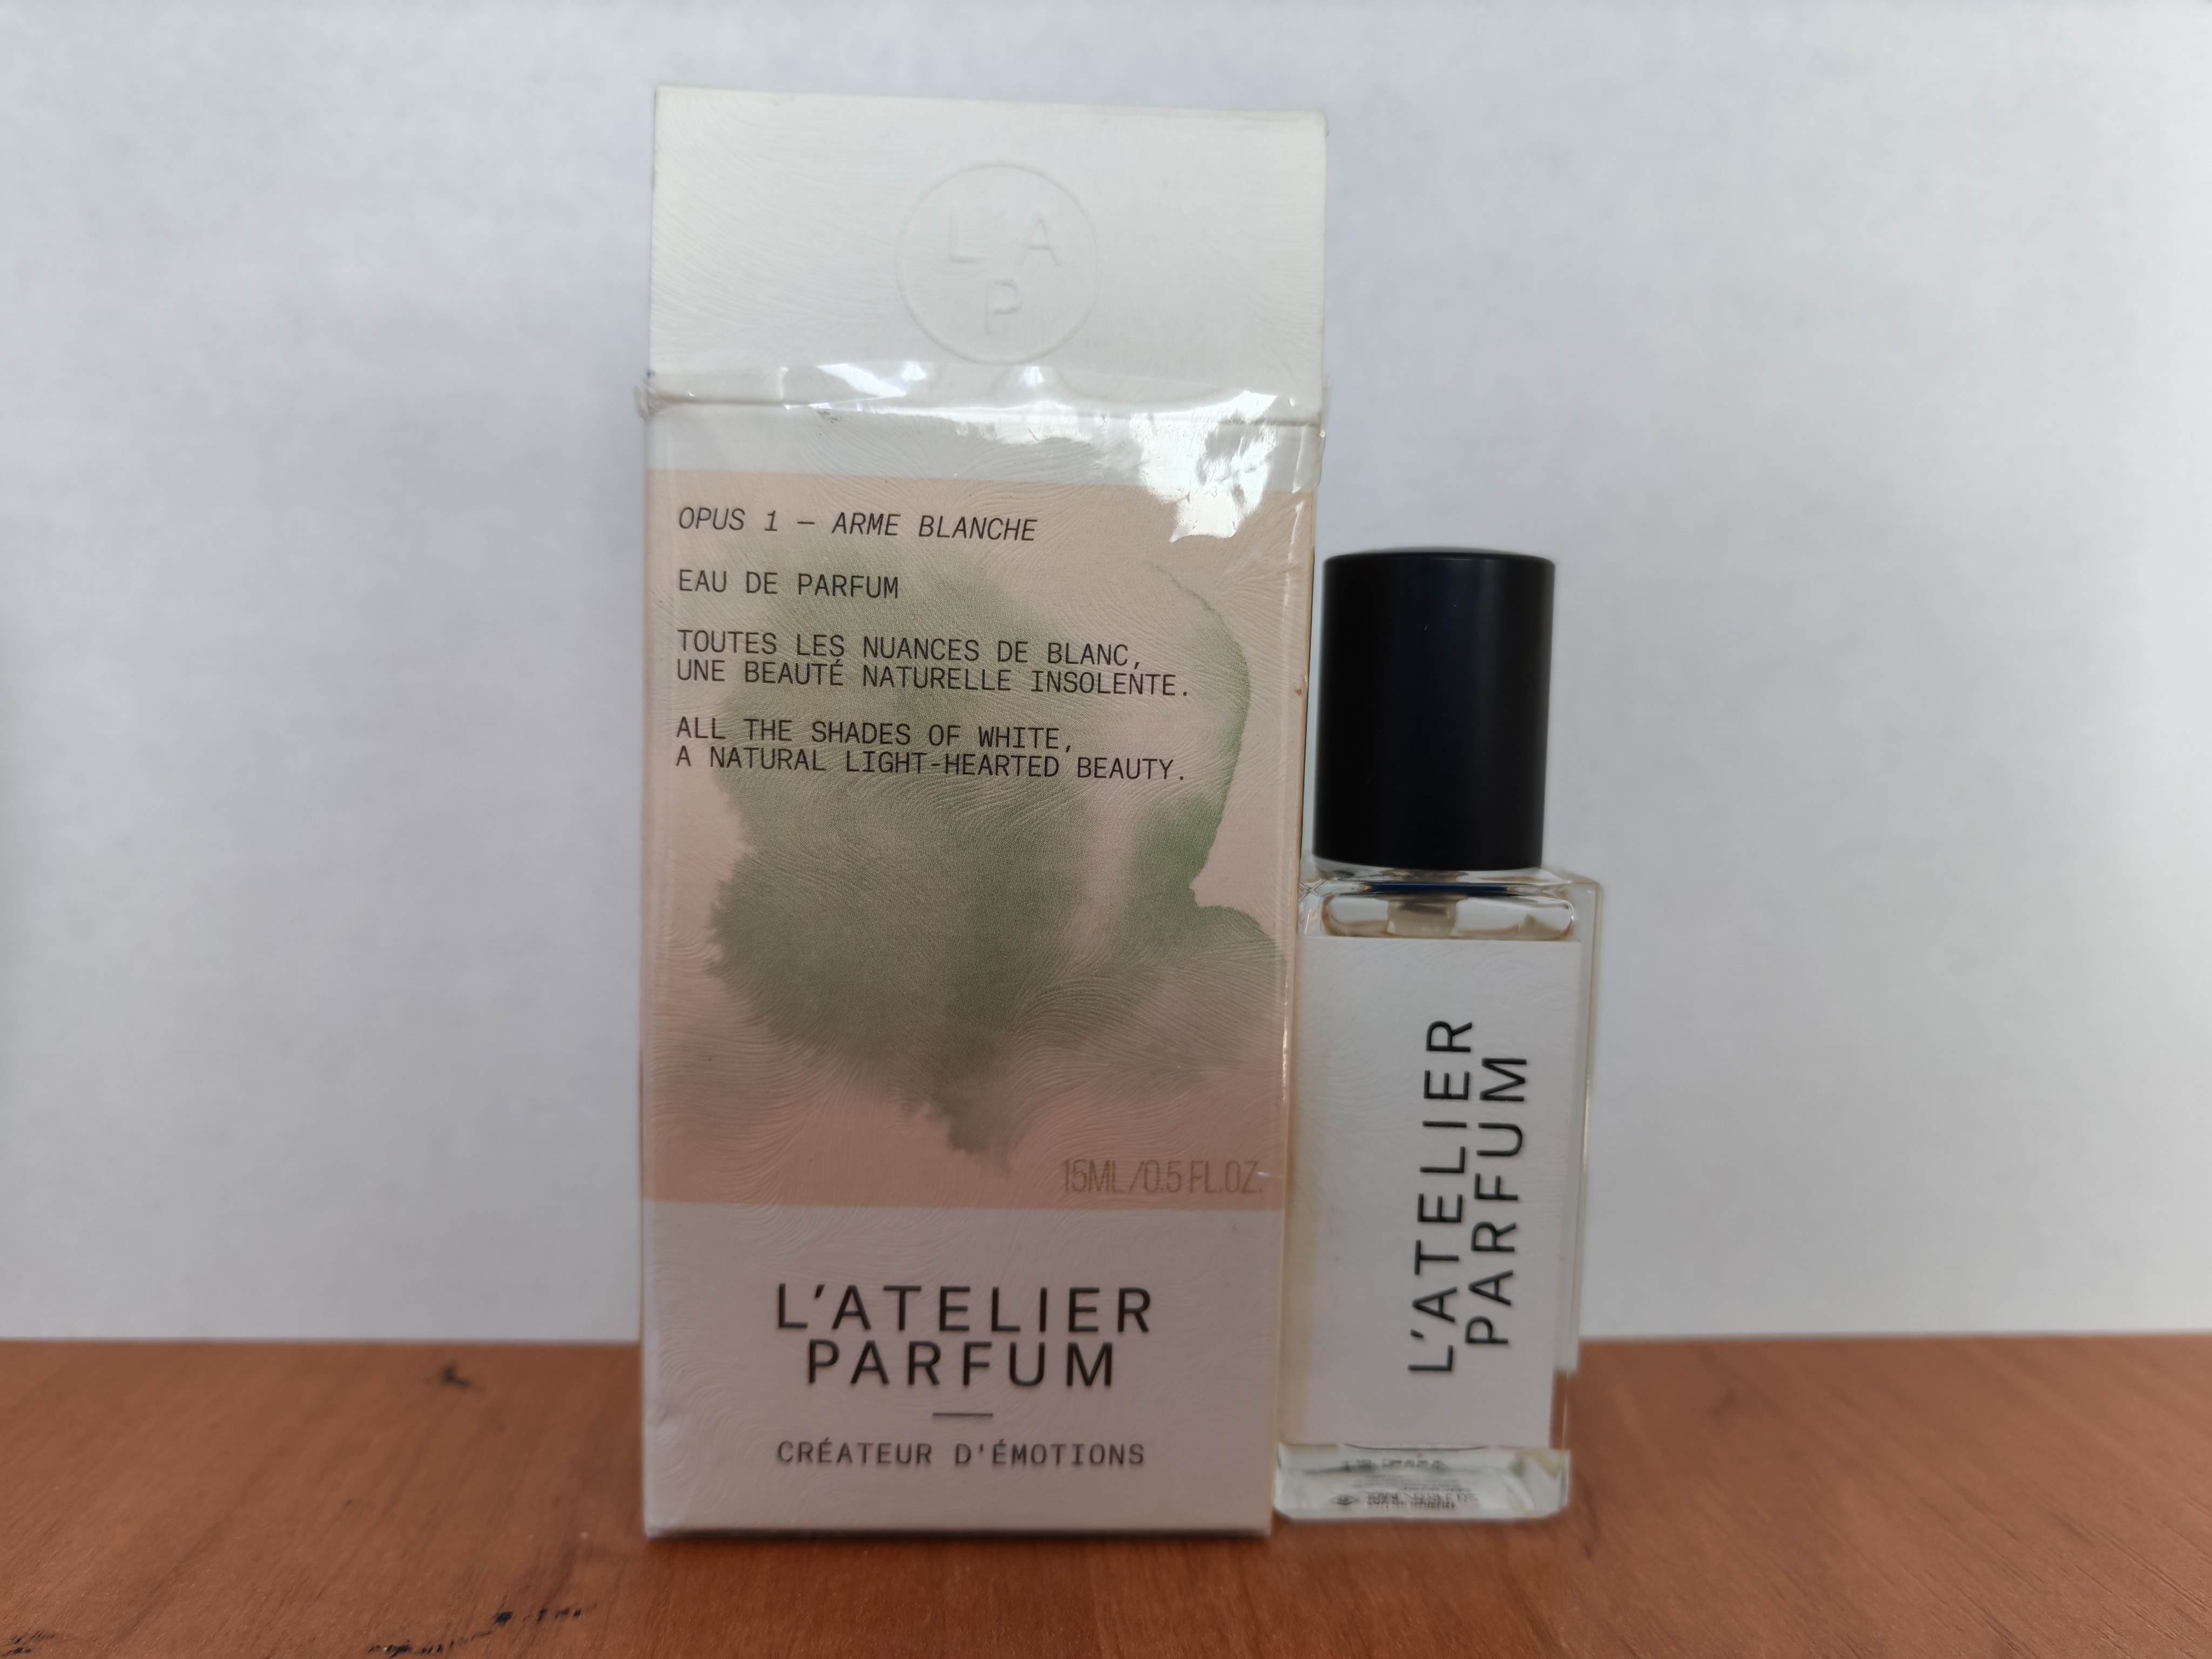 L A
P
OPUS 1 – ARME BLANCHE
EAU DE PARFUM
TOUTES LES NUANCES DE BLANC,
UNE BEAUTÉ NATURELLE INSOLENTE.
ALL THE SHADES OF WHITE,
A NATURAL LIGHT-HEARTED BEAUTY.
15ML/0.5 FL.OZ.
L'ATELIER
PARFUM
CRÉATEUR D'ÉMOTIONS
L'ATELIER
PARFUM